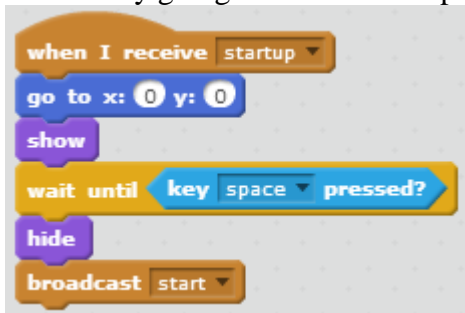 when I receive startup
go to x: 0 y: 0
show
wait until key space pressed?
hide
broadcast start